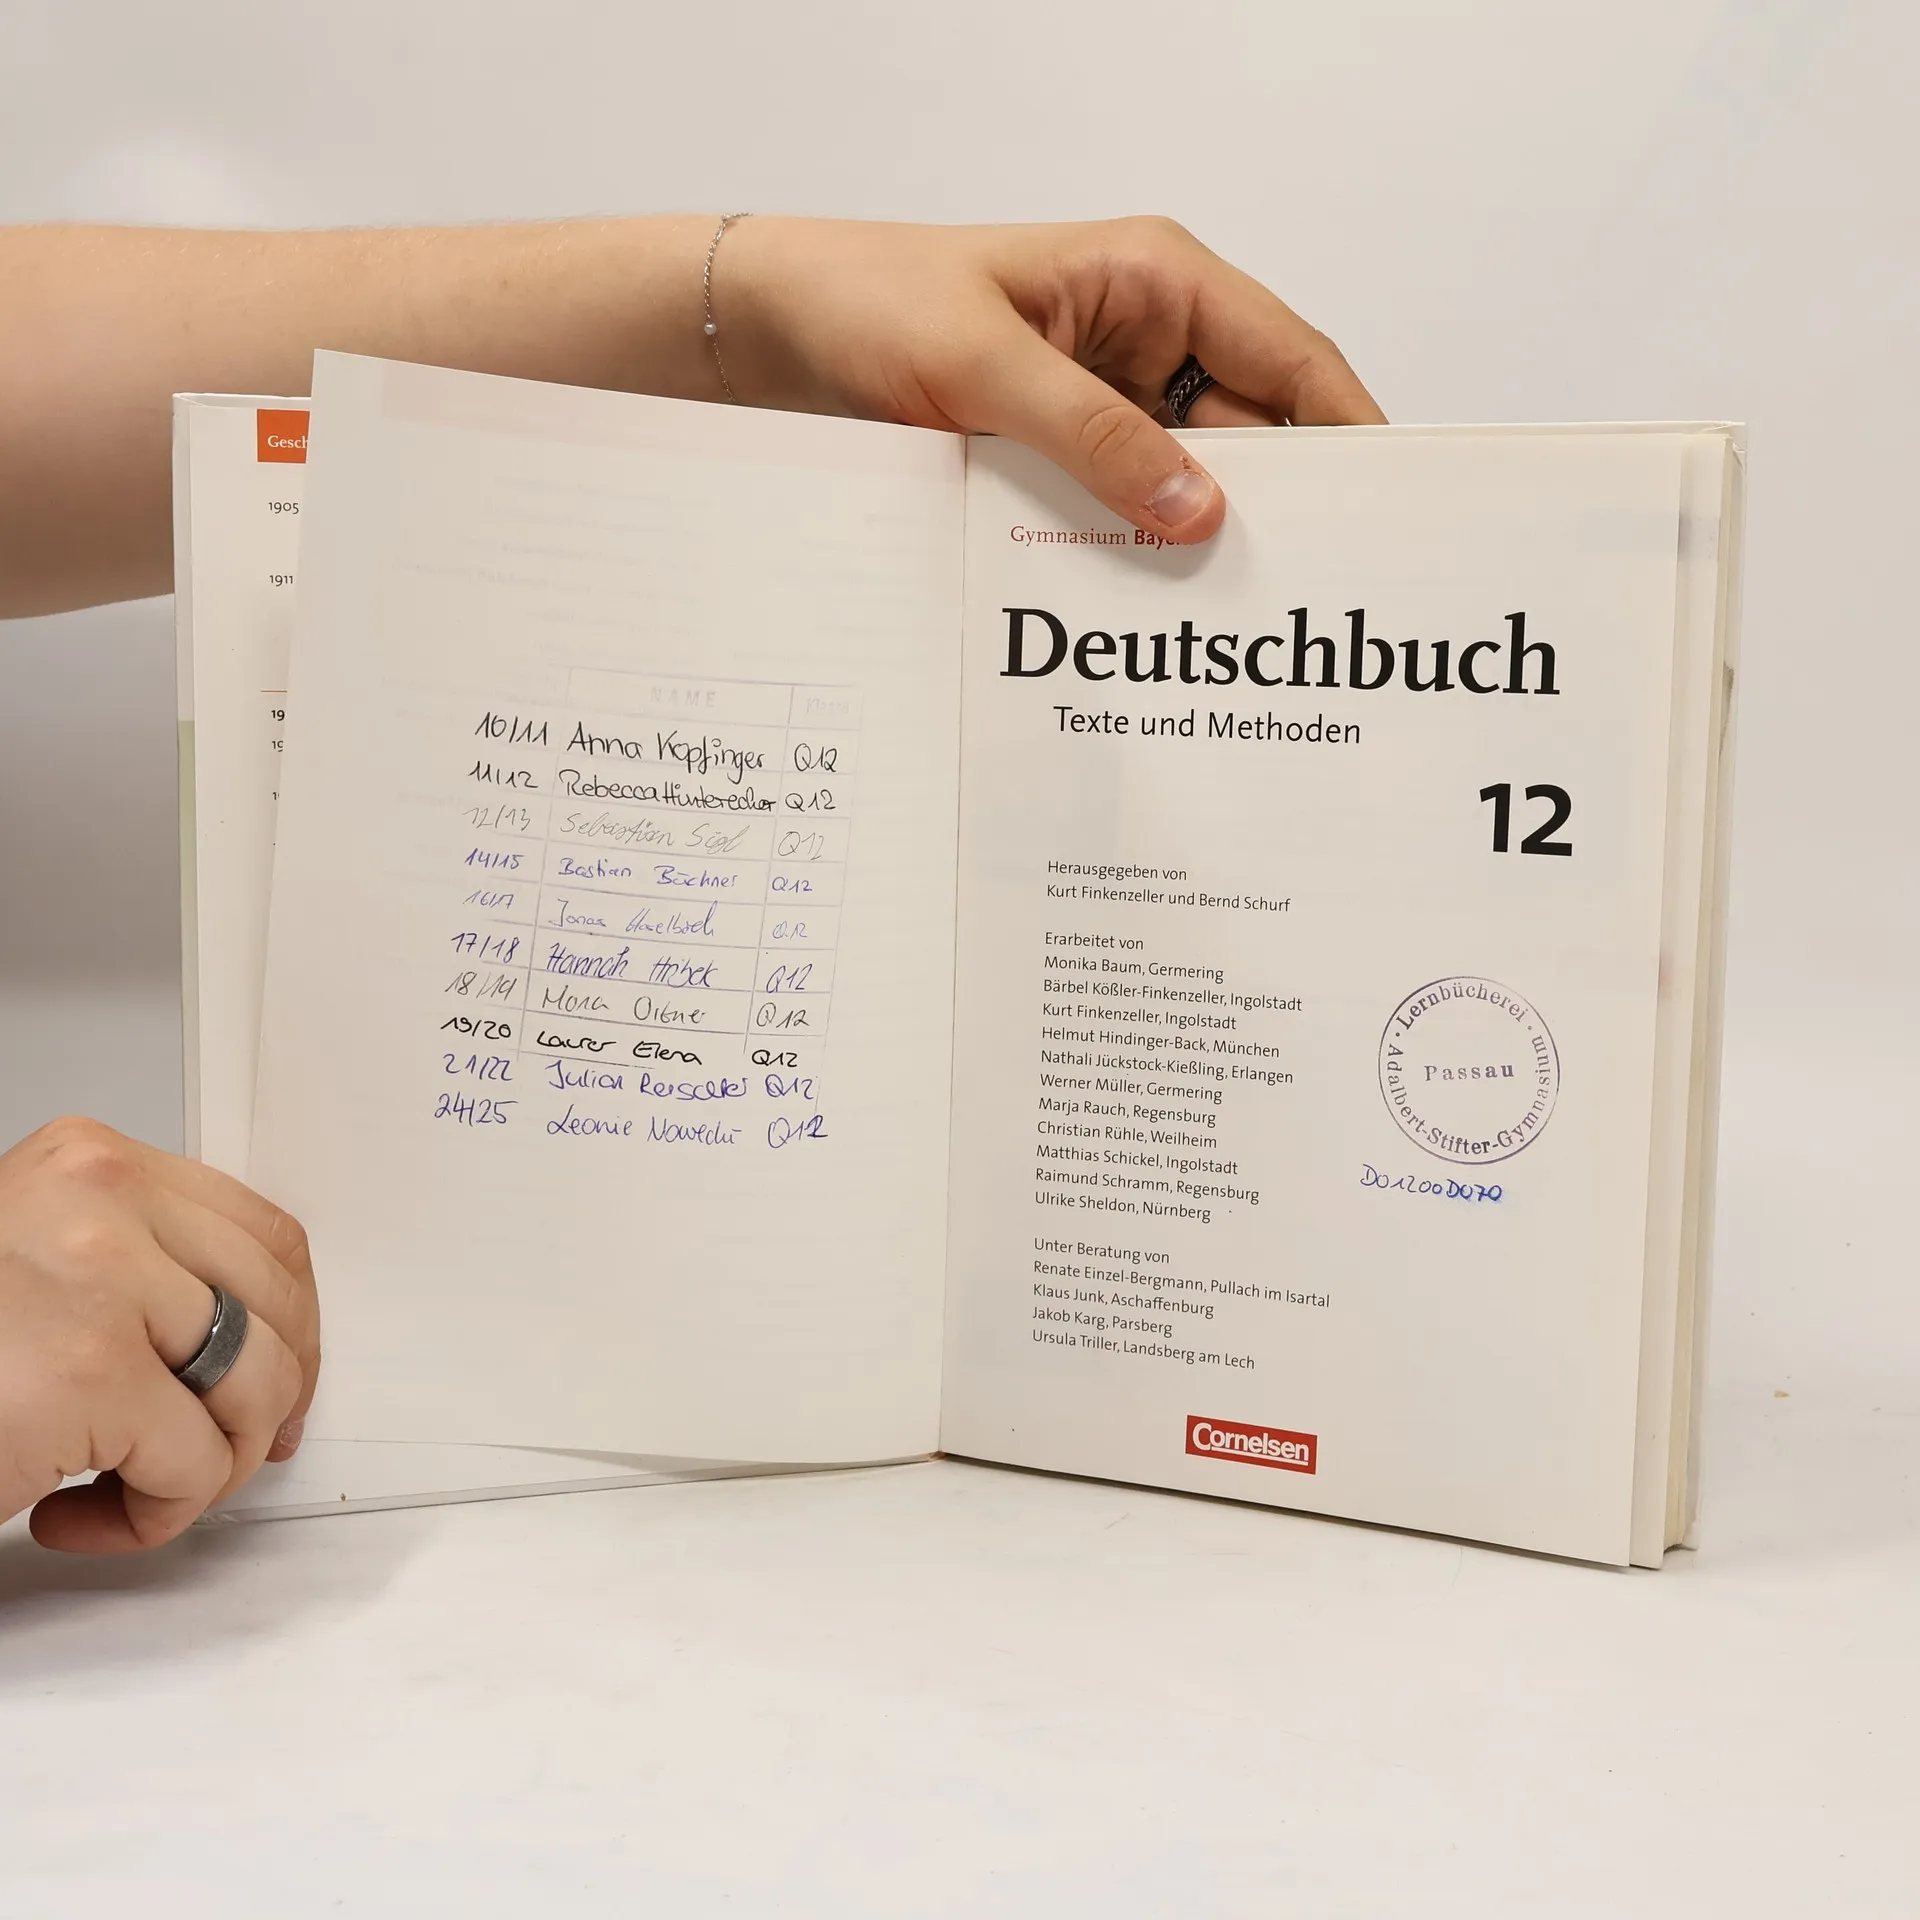 Gesch
1905
1911
19
19
1
NAME Klasse
10/11 Anna Kopfinger Q12
11/12 Rebecca Hinterecker Q12
12/13 Sebastian Sigl Q12
14/15 Bastian Büchner Q12
16/17 Jonas Q12
17/18 Hannah Hribek Q12
18/19 Mona Ortner Q12
19/20 Laurer Elena Q12
21/22 Julian Q12
24/25 Leonie Q12
Gymnasium Baye
Deutschbuch
Texte und Methoden
12
Herausgegeben von
Kurt Finkenzeller und Bernd Schurf
Erarbeitet von
Monika Baum, Germering
Bärbel Kößler-Finkenzeller, Ingolstadt
Kurt Finkenzeller, Ingolstadt
Helmut Hindinger-Back, München
Nathali Jückstock-Kießling, Erlangen
Werner Müller, Germering
Marja Rauch, Regensburg
Christian Rühle, Weilheim
Matthias Schickel, Ingolstadt
Raimund Schramm, Regensburg
Ulrike Sheldon, Nürnberg
Unter Beratung von
Renate Einzel-Bergmann, Pullach im Isartal
Klaus Junk, Aschaffenburg
Jakob Karg, Parsberg
Ursula Triller, Landsberg am Lech
· Lernbücherei ·
Adalbert-Stifter-Gymnasium
Passau
D01200D070
Cornelsen